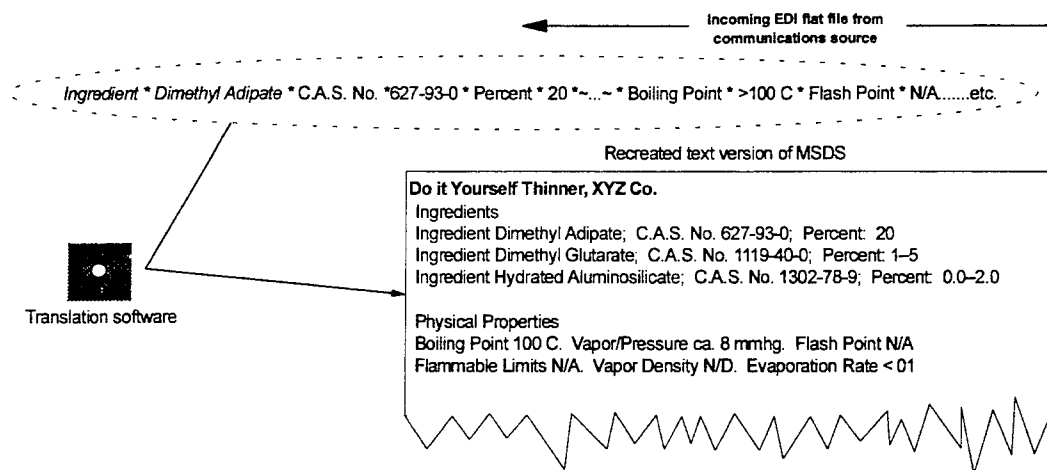 Incoming EDI flat file from
communications source
Ingredient * Dimethyl Adipate * C.A.S. No. *627-93-0 * Percent * 20 *~...~ * Boiling Point * >100 C * Flash Point * N/A.......etc.
Recreated text version of MSDS
Do it Yourself Thinner, XYZ Co.
Ingredients
Ingredient Dimethyl Adipate; C.A.S. No. 627-93-0; Percent: 20
Ingredient Dimethyl Glutarate; C.A.S. No. 1119-40-0; Percent: 1–5
Ingredient Hydrated Aluminosilicate; C.A.S. No. 1302-78-9; Percent: 0.0–2.0
Translation software
Physical Properties
Boiling Point 100 C. Vapor/Pressure ca. 8 mmhg. Flash Point N/A
Flammable Limits N/A. Vapor Density N/D. Evaporation Rate < 01